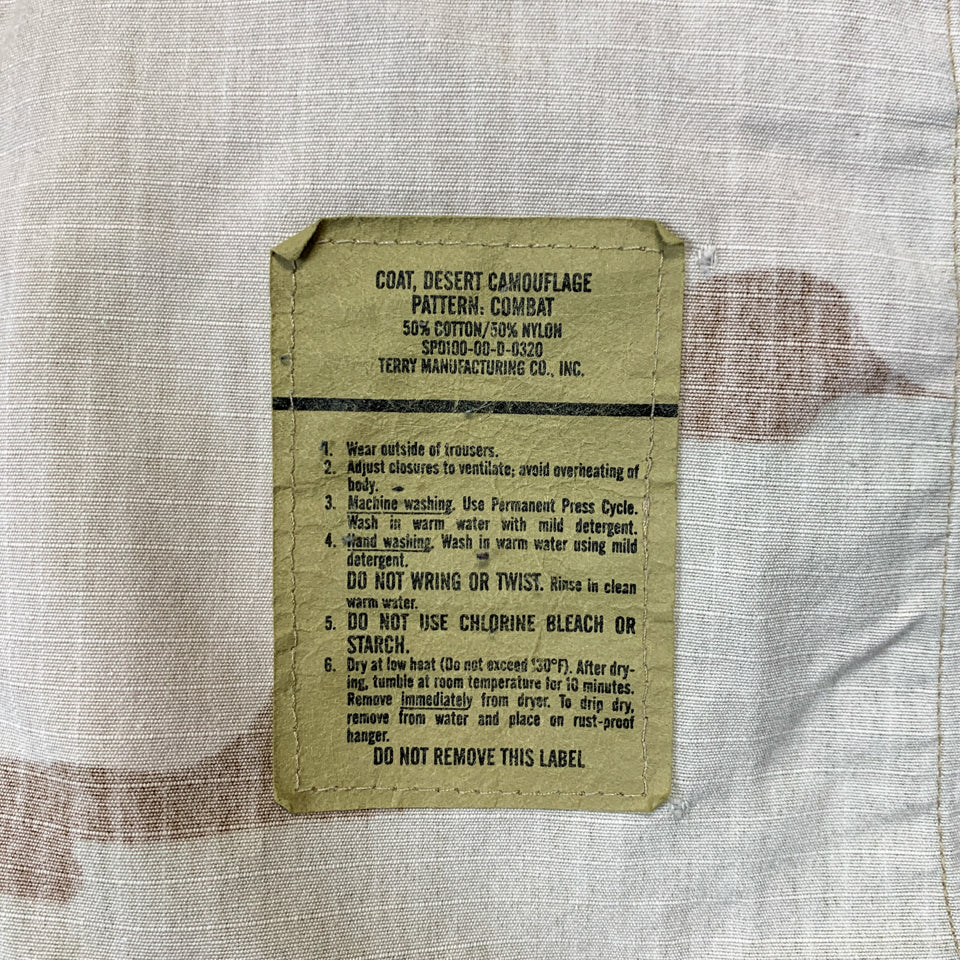 COAT, DESERT CAMOUFLAGE
PATTERN: COMBAT
50% COTTON/50% NYLON
SP0100-00-D-0320
TERRY MANUFACTURING CO., INC.
1. Wear outside of trousers.
2. Adjust closures to ventilate; avoid overheating of
body.
3. Machine washing. Use Permanent Press Cycle.
Wash in warm water with mild detergent.
4. Hand washing. Wash in warm water using mild
detergent.
DO NOT WRING OR TWIST. Rinse in clean
warm water.
5. DO NOT USE CHLORINE BLEACH OR
STARCH.
6. Dry at low heat (Do not exceed 130°F). After dry-
ing, tumble at room temperature for 10 minutes.
Remove immediately from dryer. To drip dry,
remove from water and place on rust-proof
hanger.
DO NOT REMOVE THIS LABEL